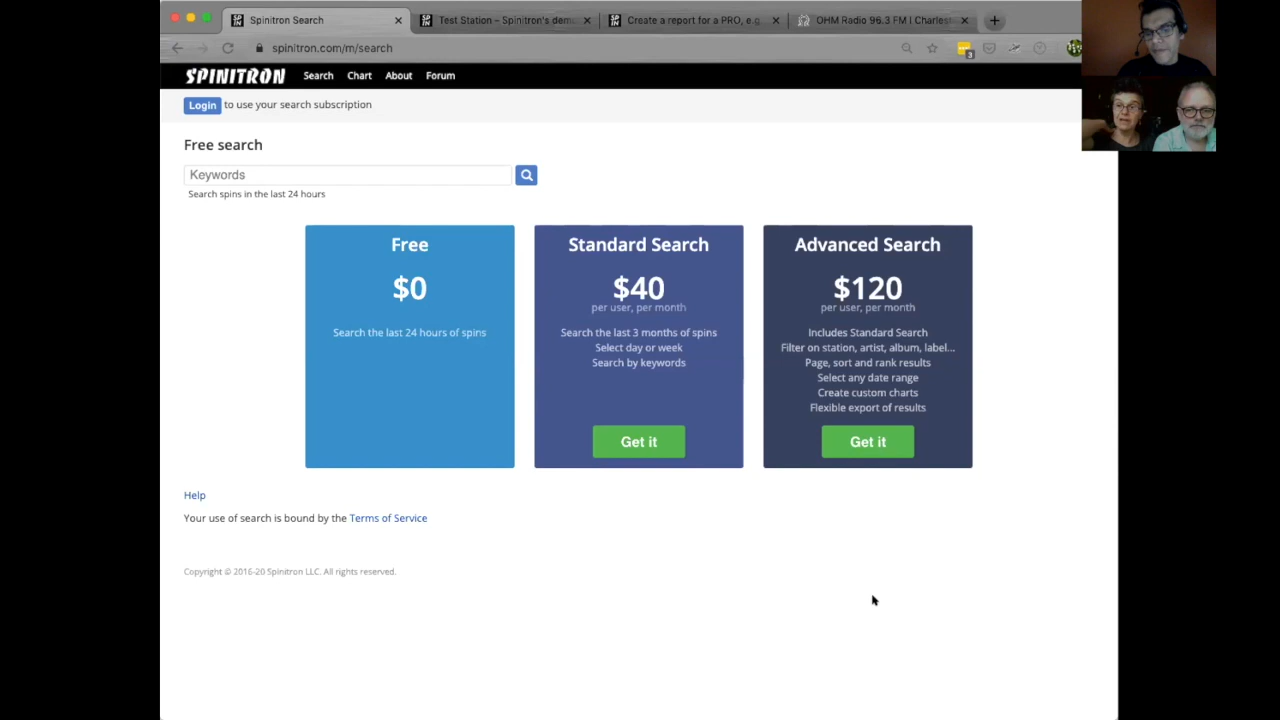 Spinitron Search
Test Station – Spinitron's dem
Create a report for a PRO, e.g.
OHM Radio 96.3 FM | Charlest
spinitron.com/m/search
3
SPINITRON
Search
Chart
About
Forum
Login to use your search subscription
Free search
Keywords
Search spins in the last 24 hours
Free
$0
Search the last 24 hours of spins
Standard Search
$40
per user, per month
Search the last 3 months of spins
Select day or week
Search by keywords
Get it
Advanced Search
$120
per user, per month
Includes Standard Search
Filter on station, artist, album, label...
Page, sort and rank results
Select any date range
Create custom charts
Flexible export of results
Get it
Help
Your use of search is bound by the Terms of Service
Copyright © 2016-20 Spinitron LLC. All rights reserved.